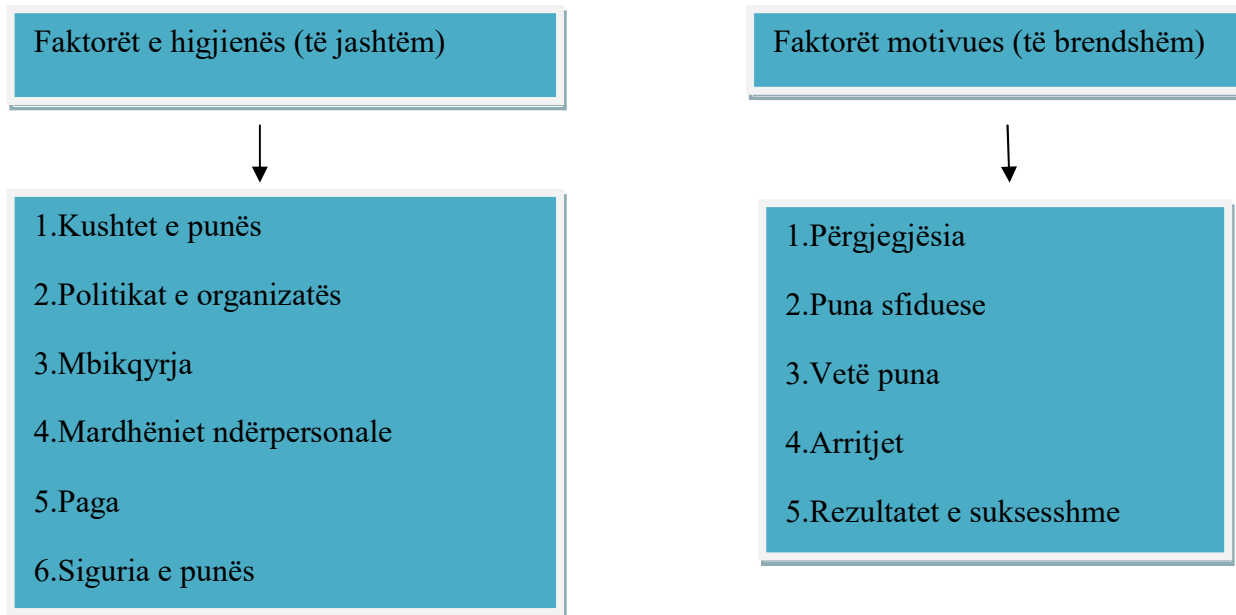 Faktorët e higjienës (të jashtëm)
Faktorët motivues (të brendshëm)
1.Kushtet e punës
2.Politikat e organizatës
3.Mbikqyrja
4.Mardhëniet ndërpersonale
5.Paga
6.Siguria e punës
1.Përgjegjësia
2.Puna sfiduese
3.Vetë puna
4.Arritjet
5.Rezultatet e suksesshme